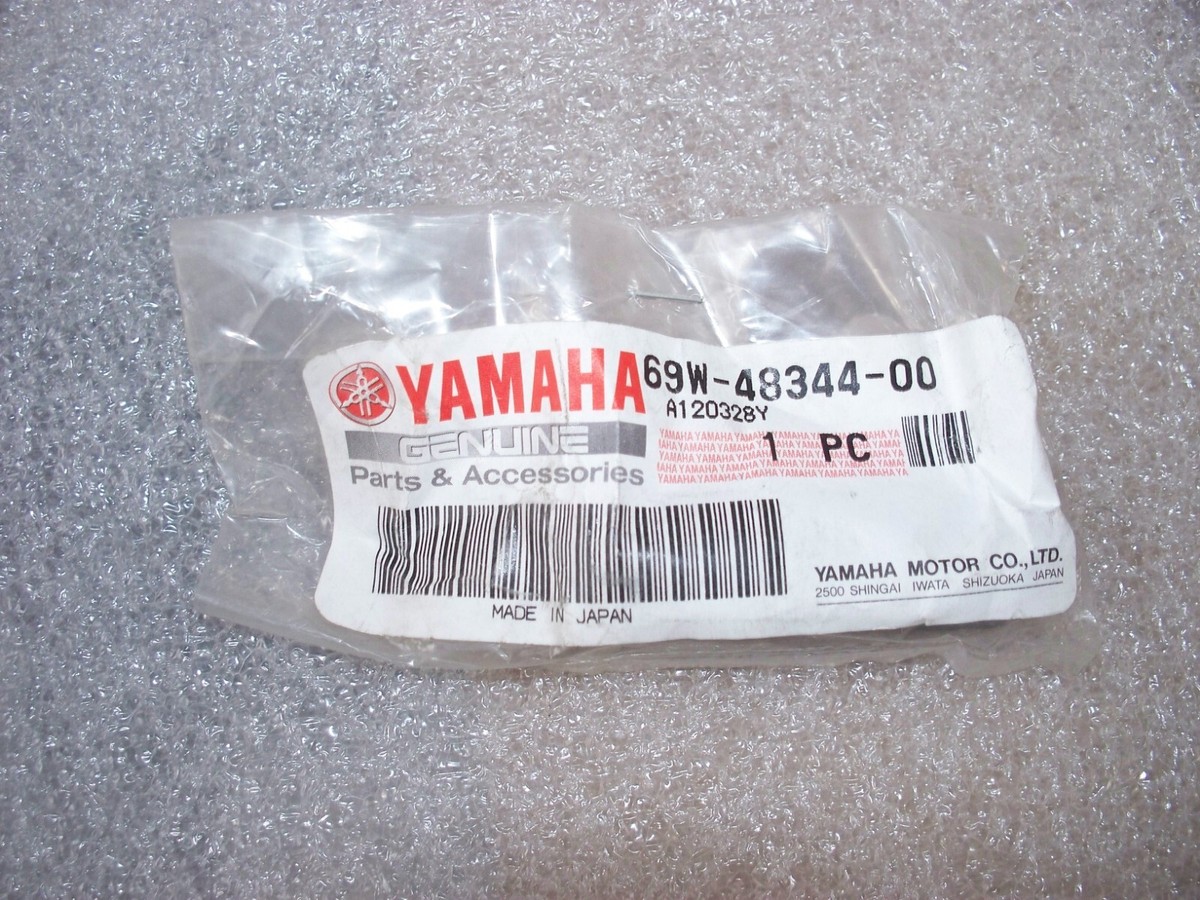 YAMAHA 69W-48344-00
A120328Y
GENUINE
1 PC
Parts & Accessories
MADE IN JAPAN
YAMAHA MOTOR CO.,LTD.
2500 SHINGAI IWATA SHIZUOKA JAPAN